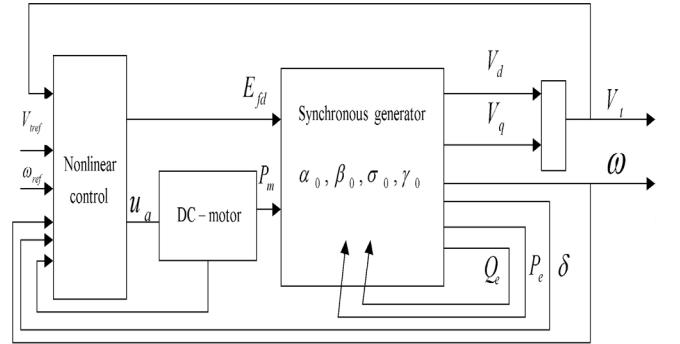 V_d
E_fd
V_tref
Synchronous generator
V_q
V_t
Nonlinear control
ω_ref
α_0 , β_0 , σ_0 , γ_0
ω
P_m
u_a
DC – motor
Q_e
P_e
δ